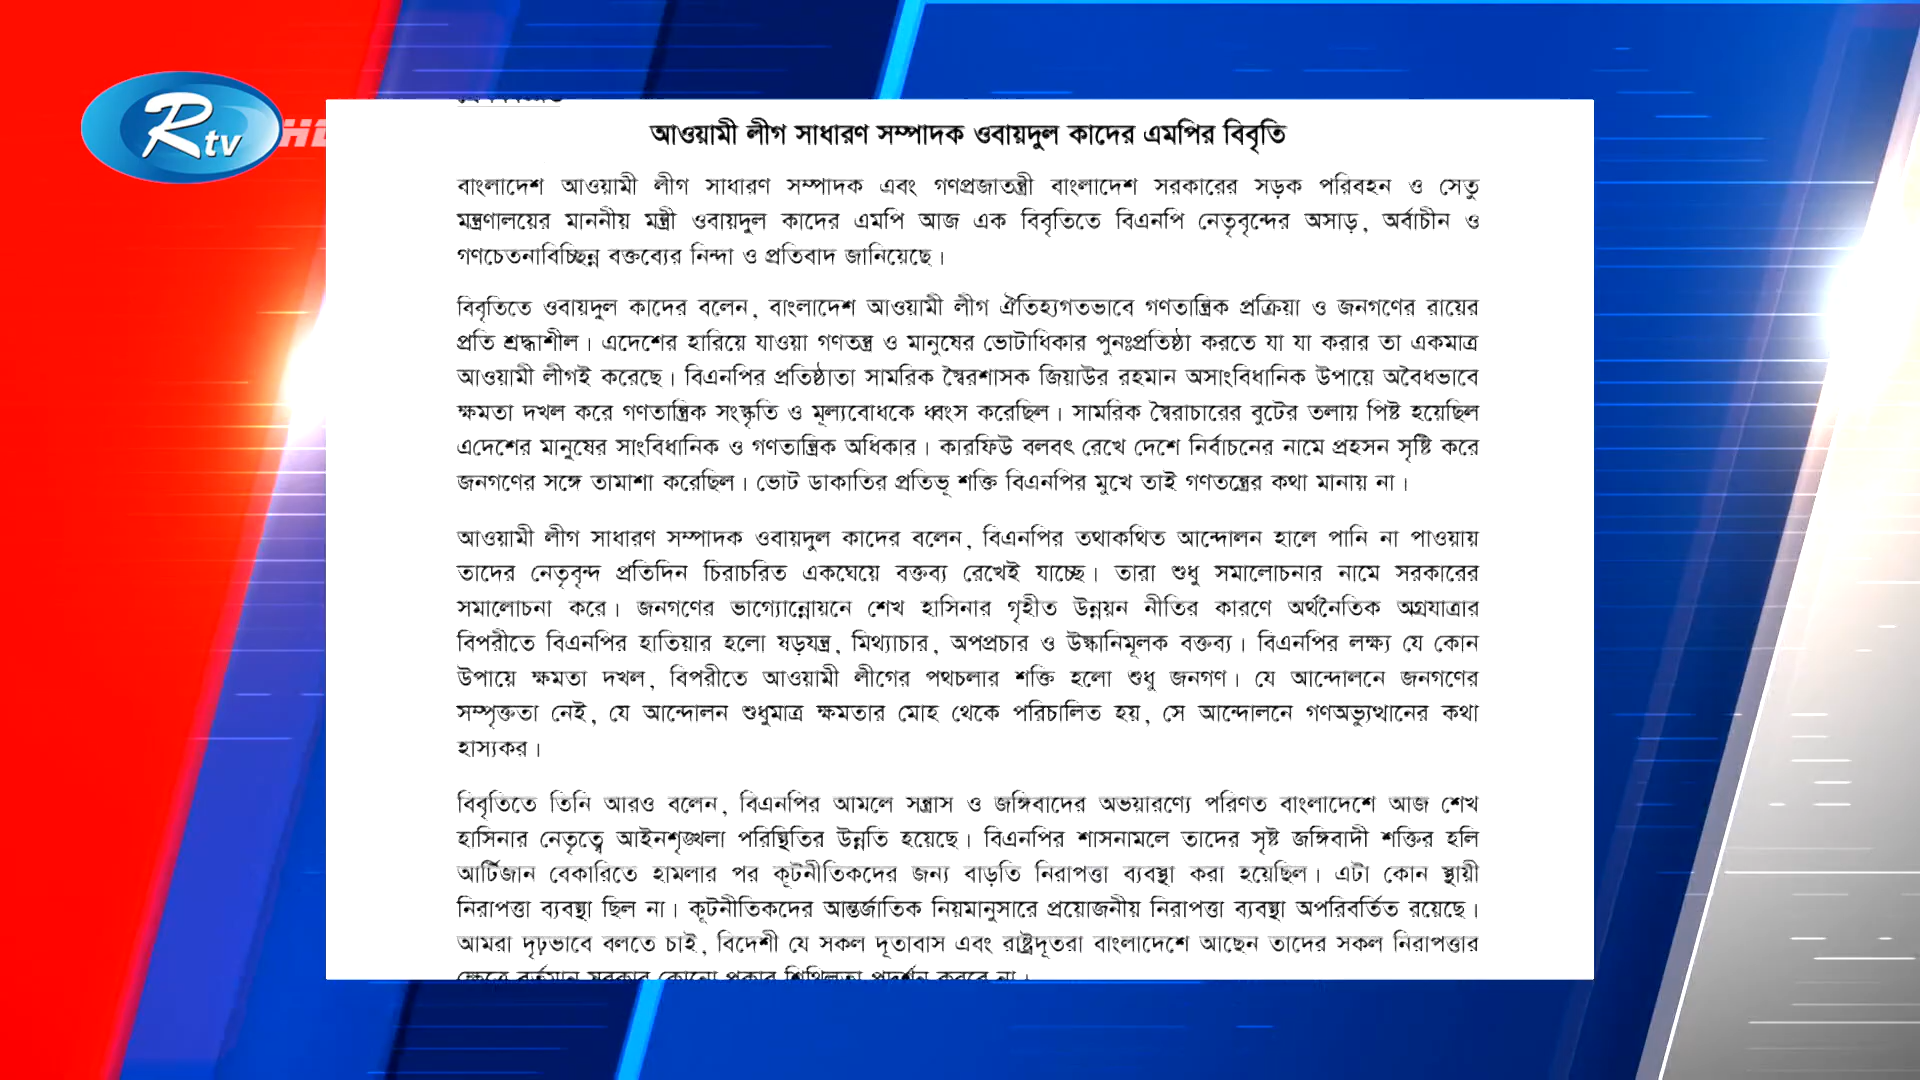 Rtv
আওয়ামী লীগ সাধারণ সম্পাদক ওবায়দুল কাদের এমপির বিবৃতি
বাংলাদেশ আওয়ামী লীগ সাধারণ সম্পাদক এবং গণপ্রজাতন্ত্রী বাংলাদেশ সরকারের সড়ক পরিবহন ও সেতু
মন্ত্রণালয়ের মাননীয় মন্ত্রী ওবায়দুল কাদের এমপি আজ এক বিবৃতিতে বিএনপি নেতৃবৃন্দের অসাড়, অর্বাচীন ও
গণচেতনাবিচ্ছিন্ন বক্তব্যের নিন্দা ও প্রতিবাদ জানিয়েছে।
বিবৃতিতে ওবায়দুল কাদের বলেন, বাংলাদেশ আওয়ামী লীগ ঐতিহ্যগতভাবে গণতান্ত্রিক প্রক্রিয়া ও জনগণের রায়ের
প্রতি শ্রদ্ধাশীল। এদেশের হারিয়ে যাওয়া গণতন্ত্র ও মানুষের ভোটাধিকার পুনঃপ্রতিষ্ঠা করতে যা যা করার তা একমাত্র
আওয়ামী লীগই করেছে। বিএনপির প্রতিষ্ঠাতা সামরিক স্বৈরশাসক জিয়াউর রহমান অসাংবিধানিক উপায়ে অবৈধভাবে
ক্ষমতা দখল করে গণতান্ত্রিক সংস্কৃতি ও মূল্যবোধকে ধ্বংস করেছিল। সামরিক স্বৈরাচারের বুটের তলায় পিষ্ট হয়েছিল
এদেশের মানুষের সাংবিধানিক ও গণতান্ত্রিক অধিকার। কারফিউ বলবৎ রেখে দেশে নির্বাচনের নামে প্রহসন সৃষ্টি করে
জনগণের সঙ্গে তামাশা করেছিল। ভোট ডাকাতির প্রতিভূ শক্তি বিএনপির মুখে তাই গণতন্ত্রের কথা মানায় না।
আওয়ামী লীগ সাধারণ সম্পাদক ওবায়দুল কাদের বলেন, বিএনপির তথাকথিত আন্দোলন হালে পানি না পাওয়ায়
তাদের নেতৃবৃন্দ প্রতিদিন চিরাচরিত একঘেয়ে বক্তব্য রেখেই যাচ্ছে। তারা শুধু সমালোচনার নামে সরকারের
সমালোচনা করে। জনগণের ভাগ্যোন্নোয়নে শেখ হাসিনার গৃহীত উন্নয়ন নীতির কারণে অর্থনৈতিক অগ্রযাত্রার
বিপরীতে বিএনপির হাতিয়ার হলো ষড়যন্ত্র, মিথ্যাচার, অপপ্রচার ও উস্কানিমূলক বক্তব্য। বিএনপির লক্ষ্য যে কোন
উপায়ে ক্ষমতা দখল, বিপরীতে আওয়ামী লীগের পথচলার শক্তি হলো শুধু জনগণ। যে আন্দোলনে জনগণের
সম্পৃক্ততা নেই, যে আন্দোলন শুধুমাত্র ক্ষমতার মোহ থেকে পরিচালিত হয়, সে আন্দোলনে গণঅভ্যুত্থানের কথা
হাস্যকর।
বিবৃতিতে তিনি আরও বলেন, বিএনপির আমলে সন্ত্রাস ও জঙ্গিবাদের অভয়ারণ্যে পরিণত বাংলাদেশে আজ শেখ
হাসিনার নেতৃত্বে আইনশৃঙ্খলা পরিস্থিতির উন্নতি হয়েছে। বিএনপির শাসনামলে তাদের সৃষ্ট জঙ্গিবাদী শক্তির হলি
আর্টিজান বেকারিতে হামলার পর কূটনীতিকদের জন্য বাড়তি নিরাপত্তা ব্যবস্থা করা হয়েছিল। এটা কোন স্থায়ী
নিরাপত্তা ব্যবস্থা ছিল না। কূটনীতিকদের আন্তর্জাতিক নিয়মানুসারে প্রয়োজনীয় নিরাপত্তা ব্যবস্থা অপরিবর্তিত রয়েছে।
আমরা দৃঢ়ভাবে বলতে চাই, বিদেশী যে সকল দূতাবাস এবং রাষ্ট্রদূতরা বাংলাদেশে আছেন তাদের সকল নিরাপত্তার
ক্ষেত্রে বর্তমান সরকার কোনো প্রকার শিথিলতা প্রদর্শন করবে না।